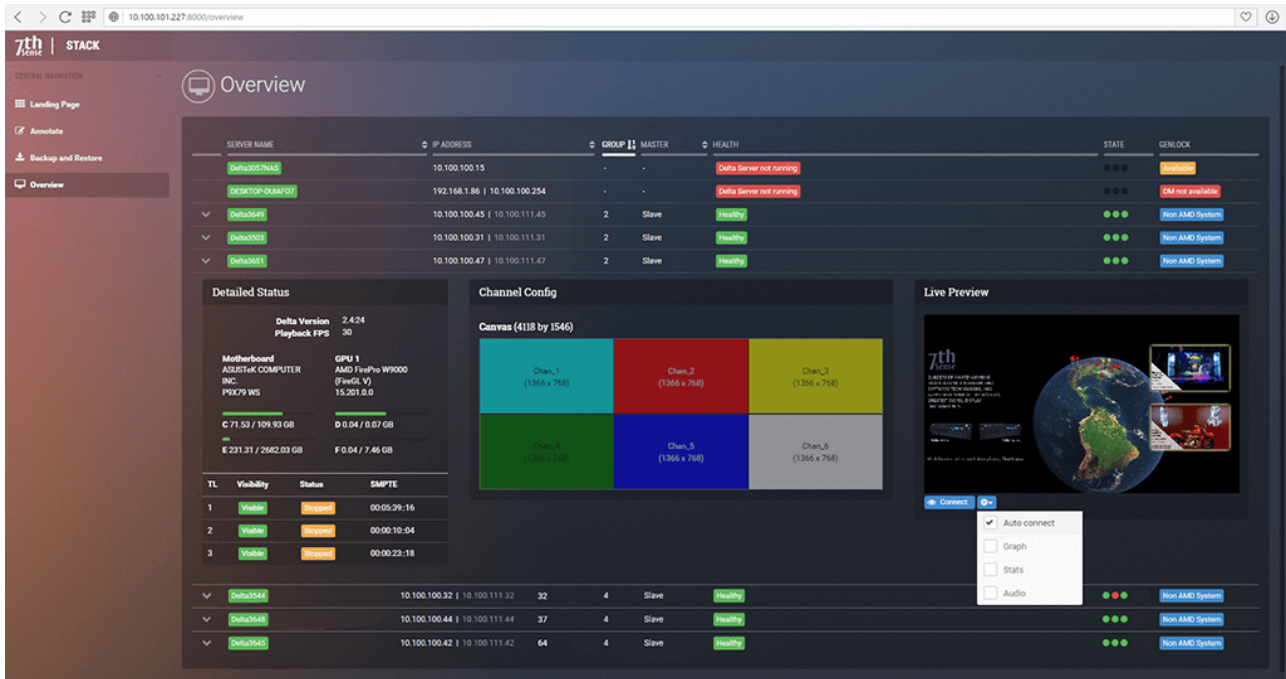 10.100.101.227:8000/overview
7th Sense | STACK
CENTRAL NAVIGATION
Landing Page
Annotate
Backup and Restore
Overview
Overview
SERVER NAME IP ADDRESS GROUP MASTER HEALTH STATE GENLOCK
Delta3057NAS 10.100.100.15 - - Delta Server not running Available
DESKTOP-DUIAFO7 192.168.1.86 | 10.100.100.254 - - Delta Server not running DM not available
Delta3649 10.100.100.45 | 10.100.111.45 2 Slave Healthy Non AMD System
Delta3503 10.100.100.31 | 10.100.111.31 2 Slave Healthy Non AMD System
Delta3651 10.100.100.47 | 10.100.111.47 2 Slave Healthy Non AMD System
Detailed Status
Delta Version 2.4:24
Playback FPS 30
Motherboard
ASUSTeK COMPUTER
INC.
P9X79 WS
GPU 1
AMD FirePro W9000
(FireGL V)
15.201.0.0
C 71.53 / 109.93 GB D 0.04 / 0.07 GB
E 231.31 / 2682.03 GB F 0.04 / 7.46 GB
TL Visibility Status SMPTE
1 Visible Stopped 00:05:39::16
2 Visible Stopped 00:00:10::04
3 Visible Stopped 00:00:23::18
Channel Config
Canvas (4118 by 1546)
Chan_1
(1366 x 768)
Chan_2
(1366 x 768)
Chan_3
(1366 x 768)
Chan_4
(1366 x 768)
Chan_5
(1366 x 768)
Chan_6
(1366 x 768)
Live Preview
7th Sense
Connect
Auto connect
Graph
Stats
Audio
Delta3544 10.100.100.32 | 10.100.111.32 32 4 Slave Healthy Non AMD System
Delta3648 10.100.100.44 | 10.100.111.44 37 4 Slave Healthy Non AMD System
Delta3645 10.100.100.42 | 10.100.111.42 64 4 Slave Healthy Non AMD System